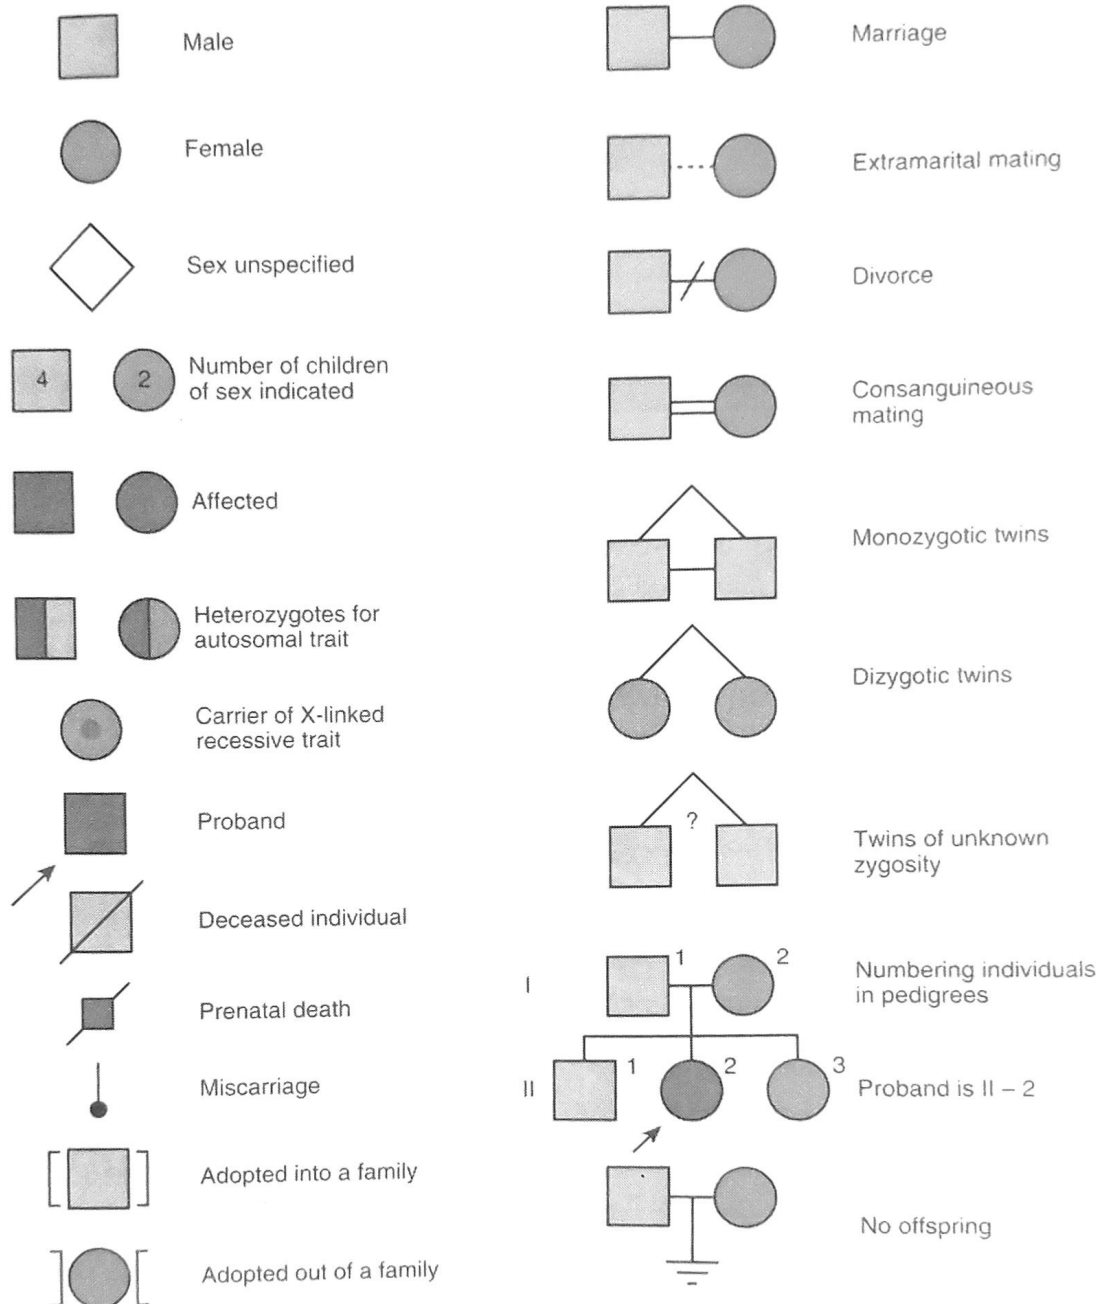 Male
Female
Sex unspecified
4
2
Number of children
of sex indicated
Affected
Heterozygotes for
autosomal trait
Carrier of X-linked
recessive trait
Proband
Deceased individual
Prenatal death
Miscarriage
Adopted into a family
Adopted out of a family
Marriage
Extramarital mating
Divorce
Consanguineous
mating
Monozygotic twins
Dizygotic twins
?
Twins of unknown
zygosity
I
1
2
Numbering individuals
in pedigrees
II
1
2
3
Proband is II – 2
No offspring